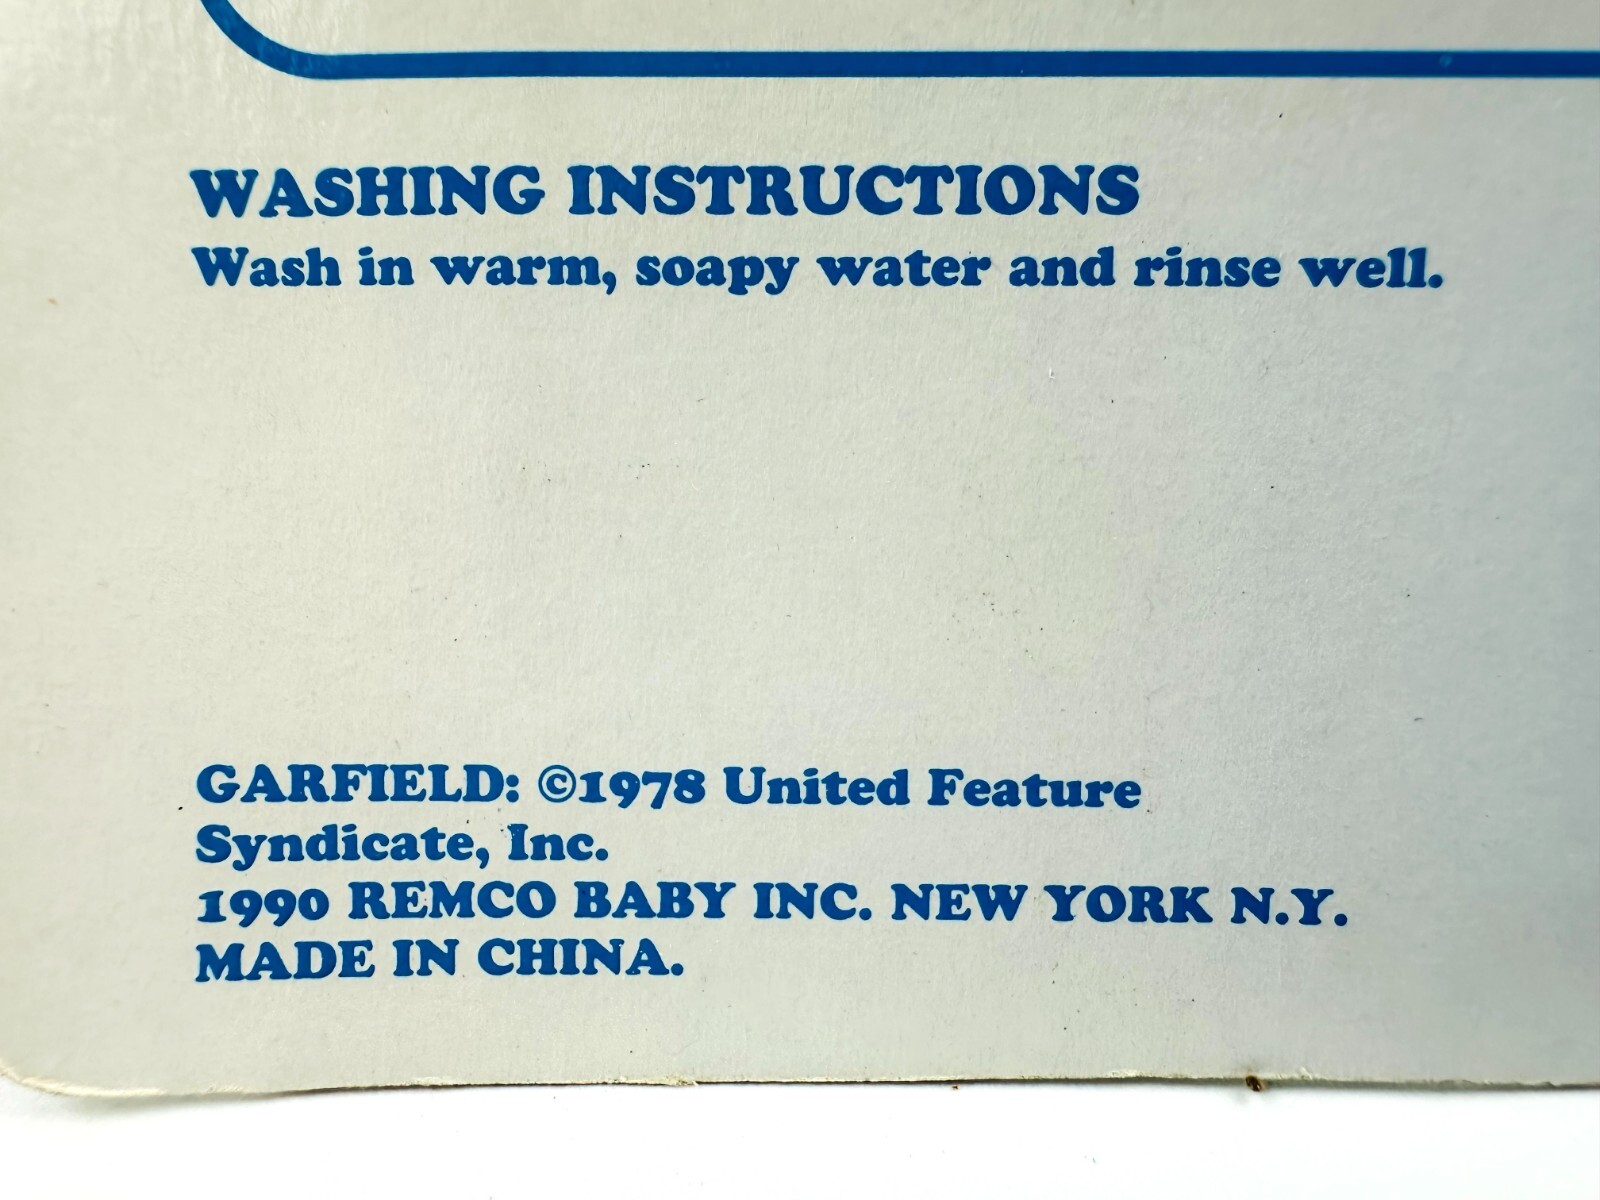 WASHING INSTRUCTIONS
Wash in warm, soapy water and rinse well.
GARFIELD: ©1978 United Feature
Syndicate, Inc.
1990 REMCO BABY INC. NEW YORK N.Y.
MADE IN CHINA.